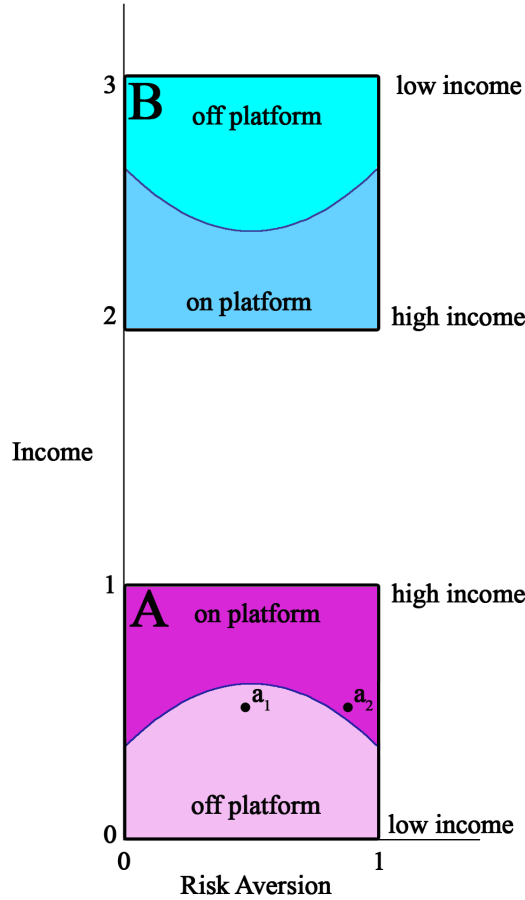 3
low income
B
off platform
on platform
2
high income
Income
1
high income
A
on platform
a1
a2
off platform
0
low income
0
1
Risk Aversion